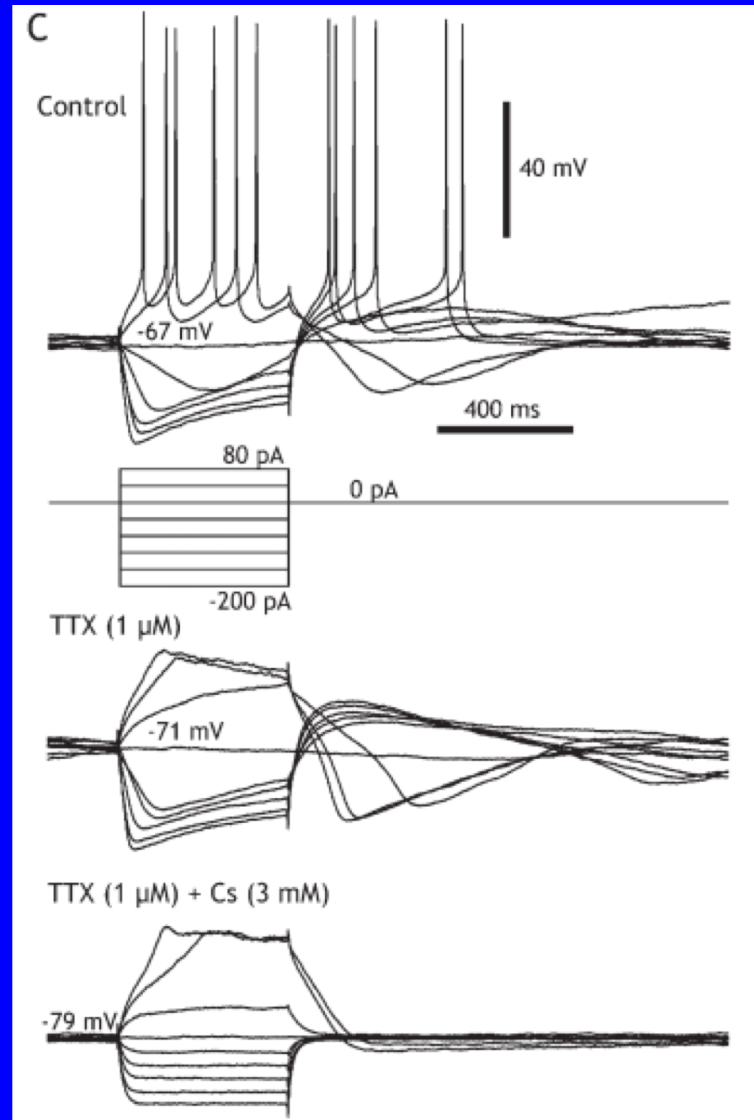 C
Control
40 mV
-67 mV
400 ms
80 pA
0 pA
-200 pA
TTX (1 µM)
-71 mV
TTX (1 µM) + Cs (3 mM)
-79 mV